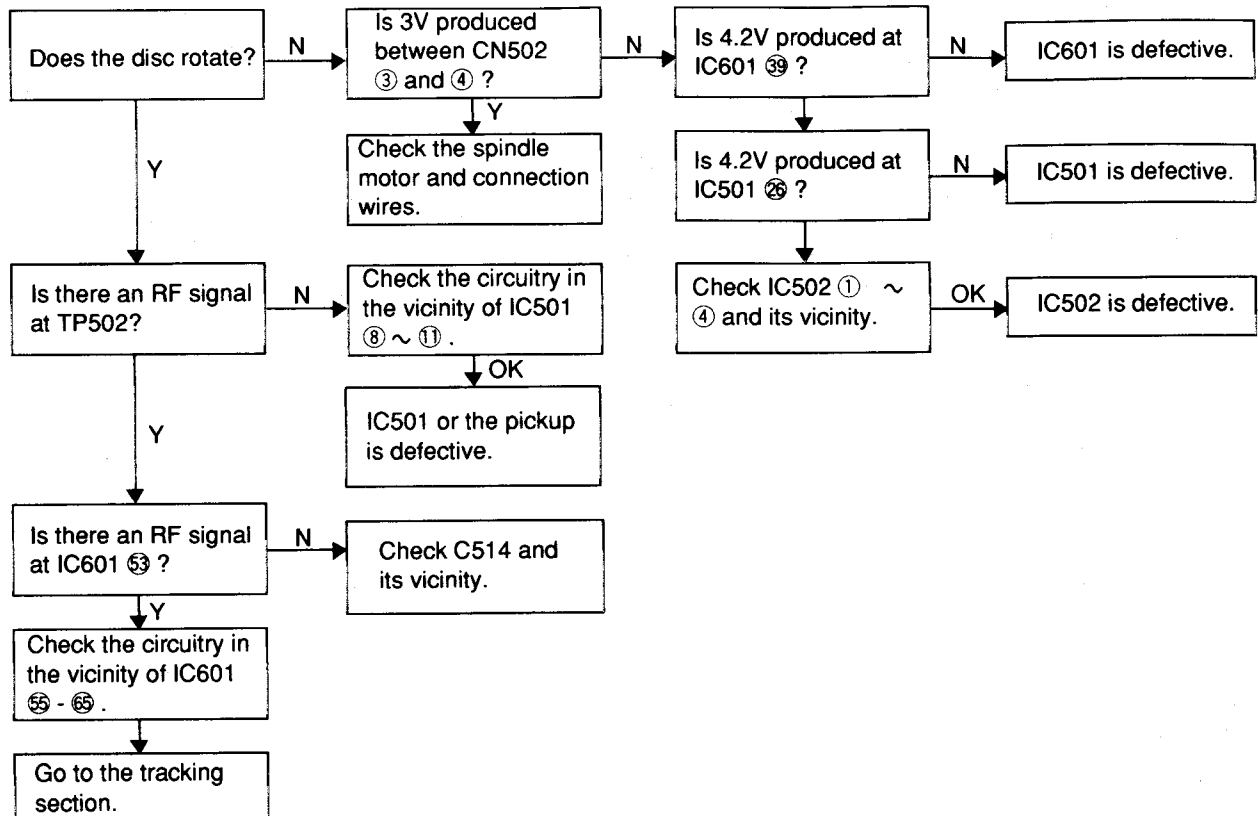 Does the disc rotate?
N
Is 3V produced
between CN502
③ and ④ ?
N
Is 4.2V produced at
IC601 ㊴ ?
N
IC601 is defective.
Y
Y
Check the spindle
motor and connection
wires.
Is 4.2V produced at
IC501 ㉖ ?
N
IC501 is defective.
Is there an RF signal
at TP502?
N
Check the circuitry in
the vicinity of IC501
⑧ ~ ⑪ .
Check IC502 ① ~
④ and its vicinity.
OK
IC502 is defective.
OK
IC501 or the pickup
is defective.
Y
Is there an RF signal
at IC601 53 ?
N
Check C514 and
its vicinity.
Y
Check the circuitry in
the vicinity of IC601
55 - 65 .
Go to the tracking
section.